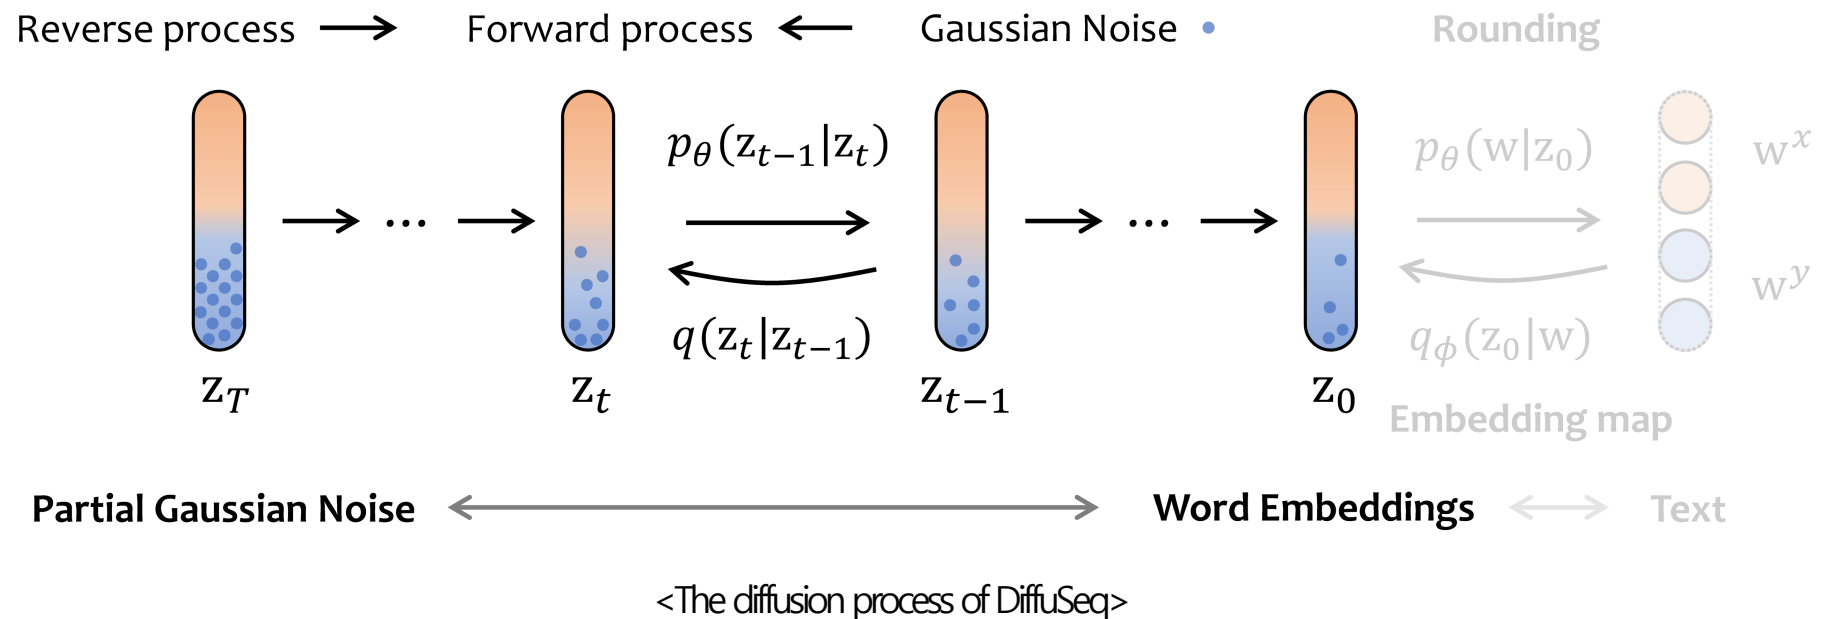 Reverse process → Forward process ← Gaussian Noise Rounding
p_θ(z_{t−1}|z_t) p_θ(w|z_0) w^x
... ...
w^y
q(z_t|z_{t−1}) q_ϕ(z_0|w)
z_T z_t z_{t−1} z_0
Embedding map
Partial Gaussian Noise Word Embeddings Text
<The diffusion process of DiffuSeq>